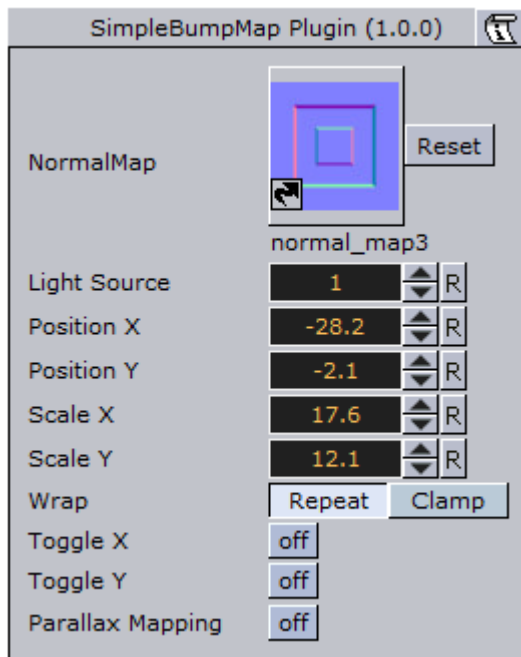 SimpleBumpMap Plugin (1.0.0)
NormalMap
Reset
normal_map3
Light Source 1 R
Position X -28.2 R
Position Y -2.1 R
Scale X 17.6 R
Scale Y 12.1 R
Wrap Repeat Clamp
Toggle X off
Toggle Y off
Parallax Mapping off